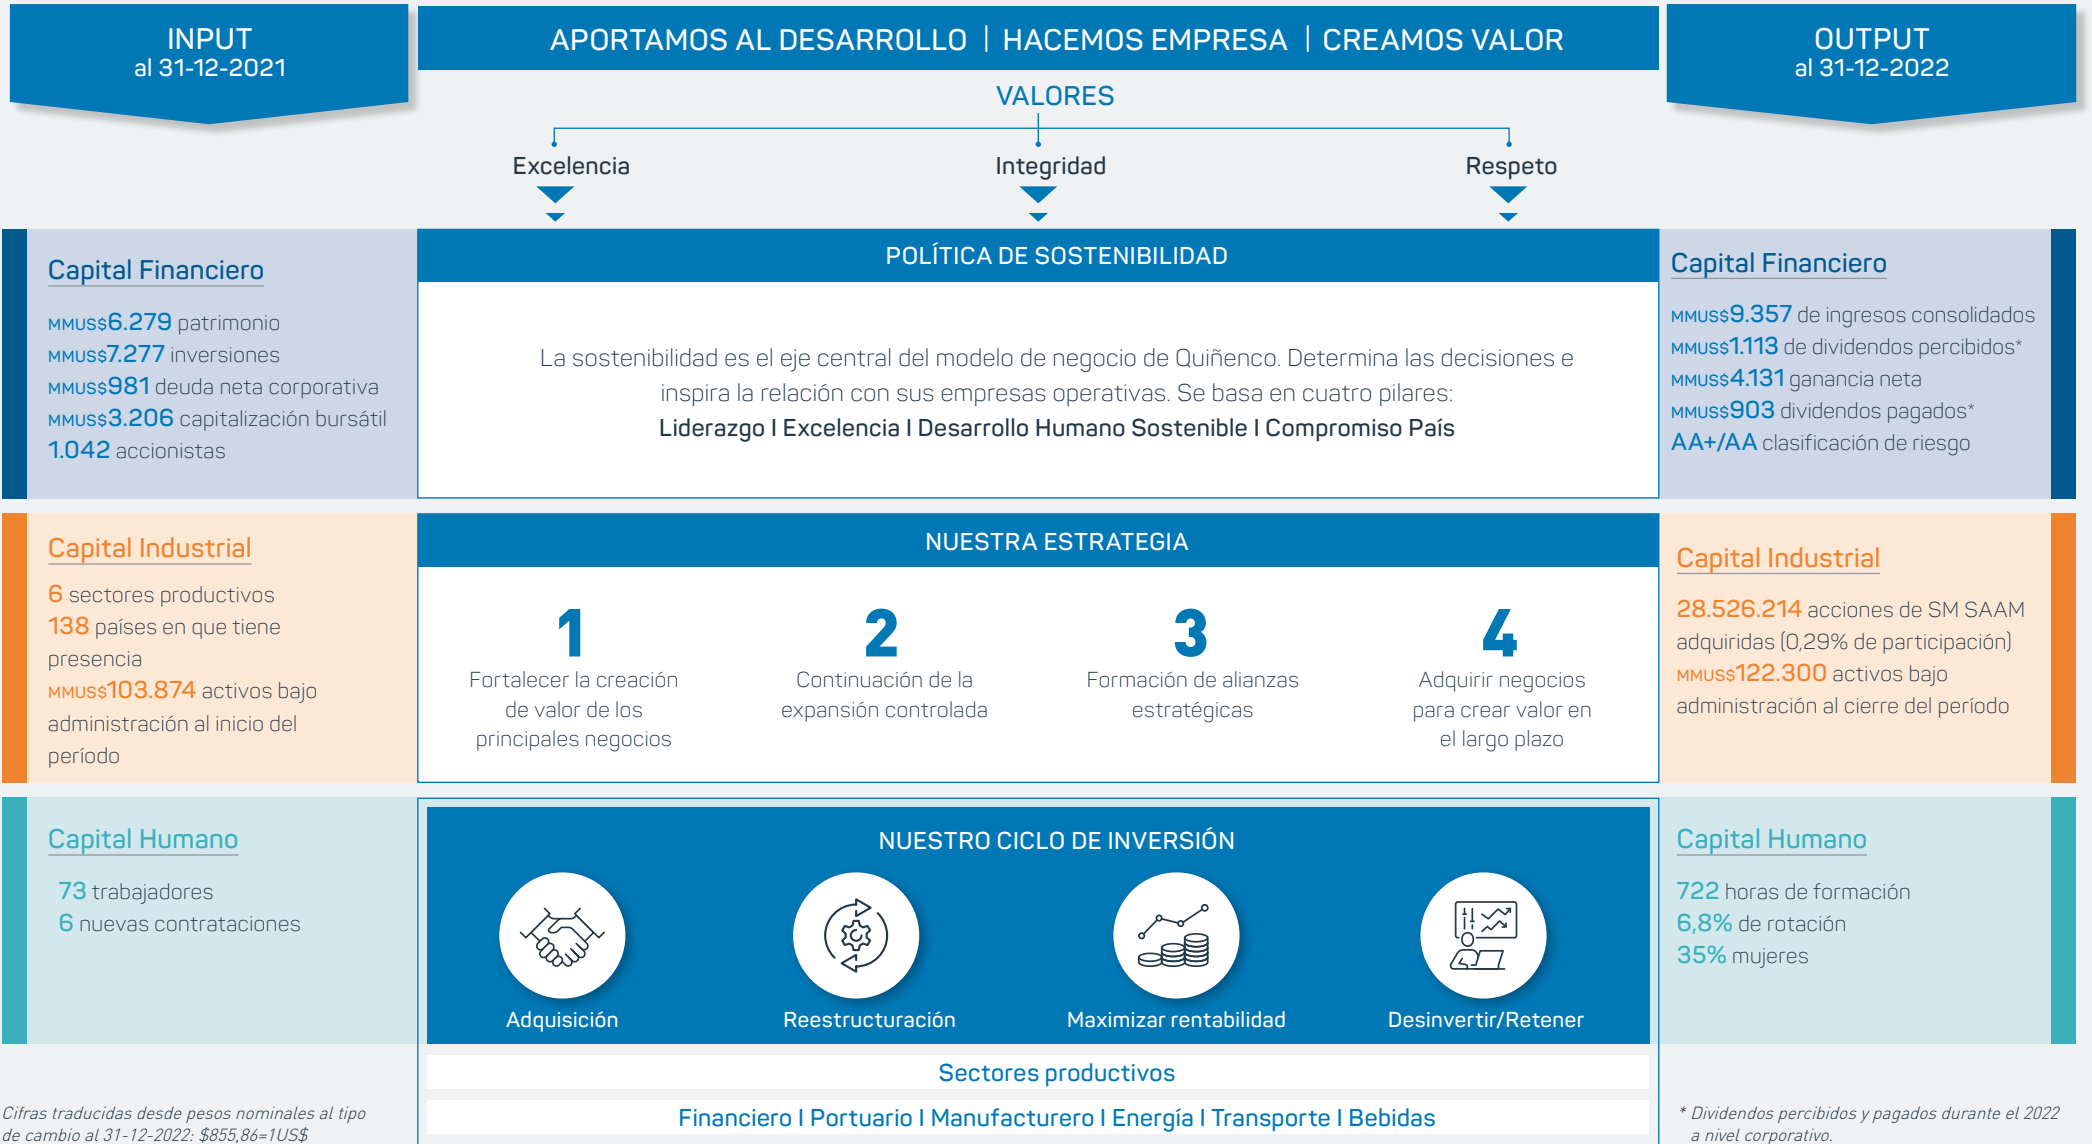 INPUT
al 31-12-2021
APORTAMOS AL DESARROLLO | HACEMOS EMPRESA | CREAMOS VALOR
OUTPUT
al 31-12-2022
VALORES
Excelencia
Integridad
Respeto
Capital Financiero
MMUS$6.279 patrimonio
MMUS$7.277 inversiones
MMUS$981 deuda neta corporativa
MMUS$3.206 capitalización bursátil
1.042 accionistas
POLÍTICA DE SOSTENIBILIDAD
La sostenibilidad es el eje central del modelo de negocio de Quiñenco. Determina las decisiones e
inspira la relación con sus empresas operativas. Se basa en cuatro pilares:
Liderazgo I Excelencia I Desarrollo Humano Sostenible I Compromiso País
Capital Financiero
MMUS$9.357 de ingresos consolidados
MMUS$1.113 de dividendos percibidos*
MMUS$4.131 ganancia neta
MMUS$903 dividendos pagados*
AA+/AA clasificación de riesgo
Capital Industrial
6 sectores productivos
138 países en que tiene
presencia
MMUS$103.874 activos bajo
administración al inicio del
período
NUESTRA ESTRATEGIA
1
Fortalecer la creación
de valor de los
principales negocios
2
Continuación de la
expansión controlada
3
Formación de alianzas
estratégicas
4
Adquirir negocios
para crear valor en
el largo plazo
Capital Industrial
28.526.214 acciones de SM SAAM
adquiridas (0,29% de participación)
MMUS$122.300 activos bajo
administración al cierre del período
Capital Humano
73 trabajadores
6 nuevas contrataciones
NUESTRO CICLO DE INVERSIÓN
Adquisición
Reestructuración
Maximizar rentabilidad
Desinvertir/Retener
Capital Humano
722 horas de formación
6,8% de rotación
35% mujeres
Sectores productivos
Financiero I Portuario I Manufacturero I Energía I Transporte I Bebidas
Cifras traducidas desde pesos nominales al tipo
de cambio al 31-12-2022: $855,86=1US$
* Dividendos percibidos y pagados durante el 2022
a nivel corporativo.